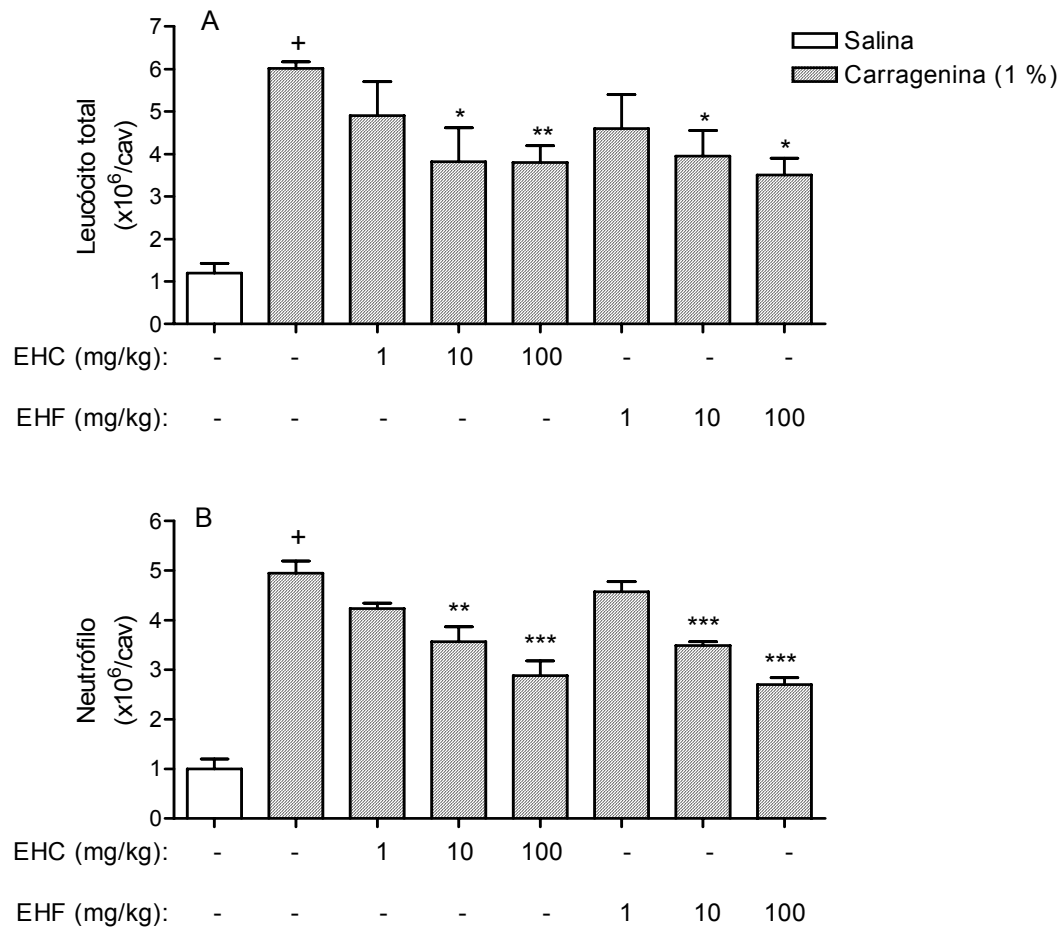 A
Salina
Carragenina (1 %)
Leucócito total
(x10⁶/cav)
7
6
5
4
3
2
1
0
+
*
**
*
*
EHC (mg/kg): - - 1 10 100 - - -
EHF (mg/kg): - - - - - 1 10 100
B
Neutrófilo
(x10⁶/cav)
6
5
4
3
2
1
0
+
**
***
***
***
EHC (mg/kg): - - 1 10 100 - - -
EHF (mg/kg): - - - - - 1 10 100